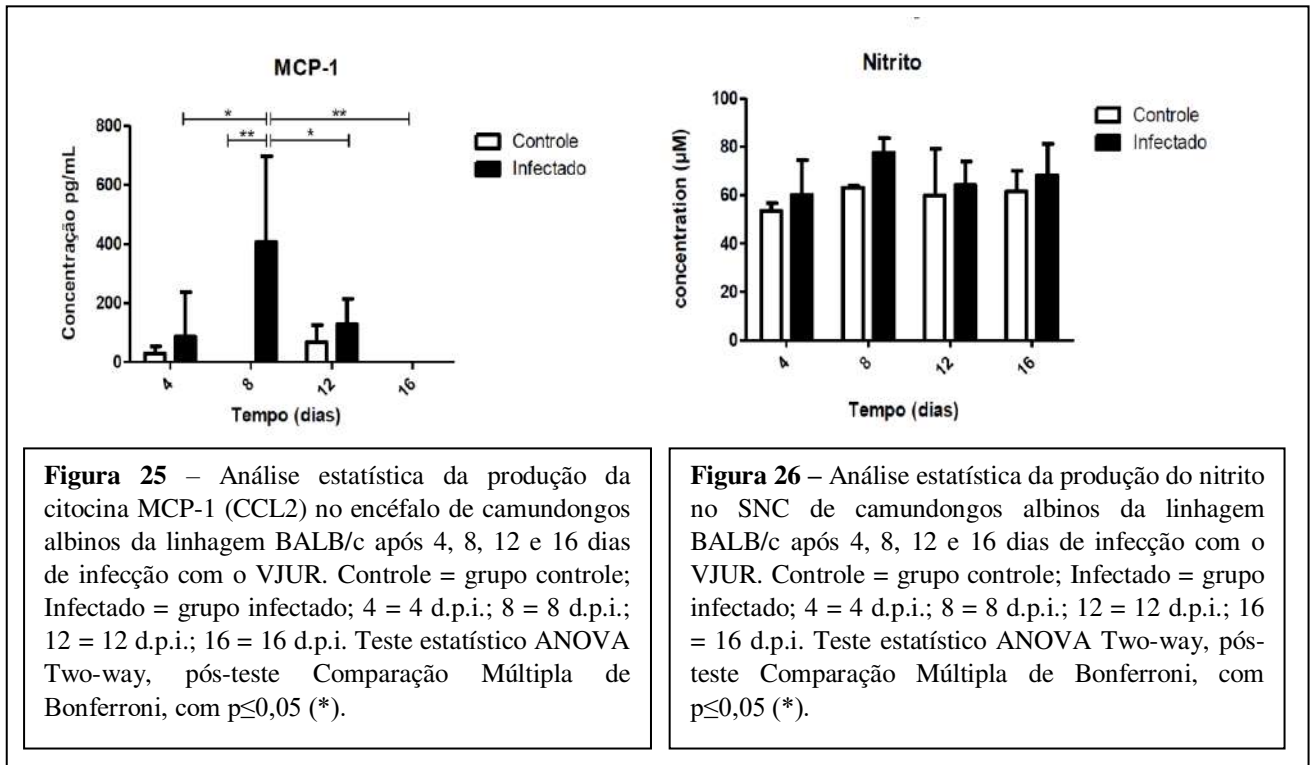 MCP-1
*
**
**
*
Controle
Infectado
Concentração pg/mL
800
600
400
200
0
4
8
12
16
Tempo (dias)
Nitrito
Controle
Infectado
concentration (µM)
100
80
60
40
20
0
4
8
12
16
Tempo (dias)
Figura 25 – Análise estatística da produção da
citocina MCP-1 (CCL2) no encéfalo de camundongos
albinos da linhagem BALB/c após 4, 8, 12 e 16 dias
de infecção com o VJUR. Controle = grupo controle;
Infectado = grupo infectado; 4 = 4 d.p.i.; 8 = 8 d.p.i.;
12 = 12 d.p.i.; 16 = 16 d.p.i. Teste estatístico ANOVA
Two-way, pós-teste Comparação Múltipla de
Bonferroni, com p≤0,05 (*).
Figura 26 – Análise estatística da produção do nitrito
no SNC de camundongos albinos da linhagem
BALB/c após 4, 8, 12 e 16 dias de infecção com o
VJUR. Controle = grupo controle; Infectado = grupo
infectado; 4 = 4 d.p.i.; 8 = 8 d.p.i.; 12 = 12 d.p.i.; 16
= 16 d.p.i. Teste estatístico ANOVA Two-way, pós-
teste Comparação Múltipla de Bonferroni, com
p≤0,05 (*).